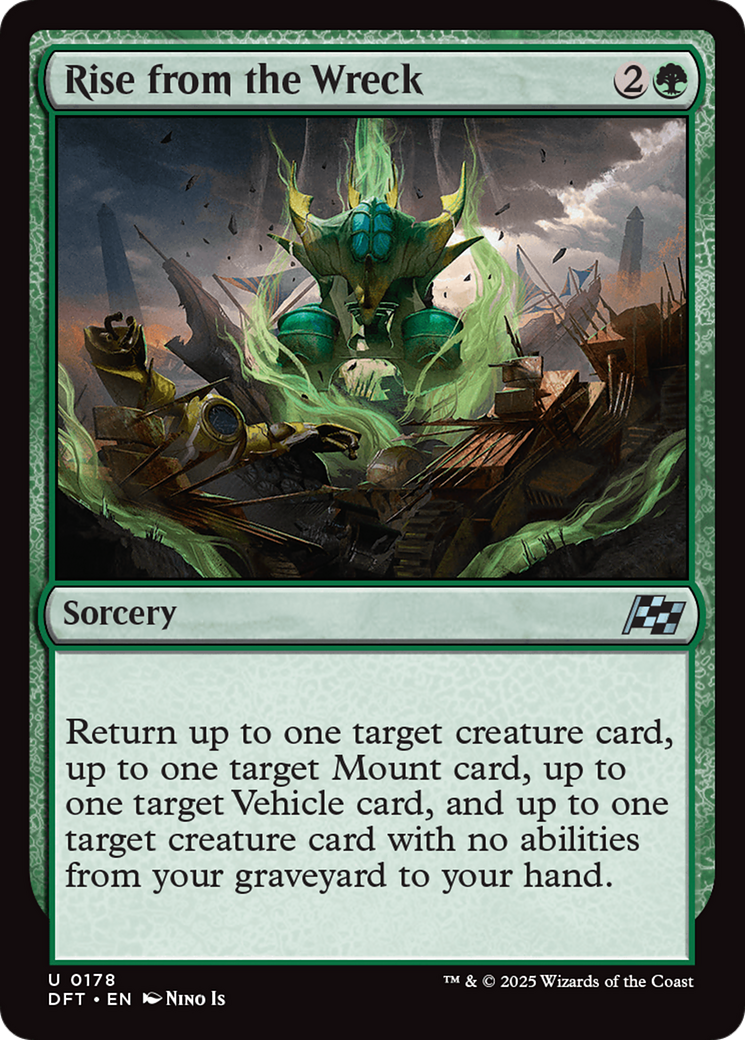 Rise from the Wreck 2
Sorcery
Return up to one target creature card,
up to one target Mount card, up to
one target Vehicle card, and up to one
target creature card with no abilities
from your graveyard to your hand.
U 0178
DFT • EN Nino Is
™ & © 2025 Wizards of the Coast